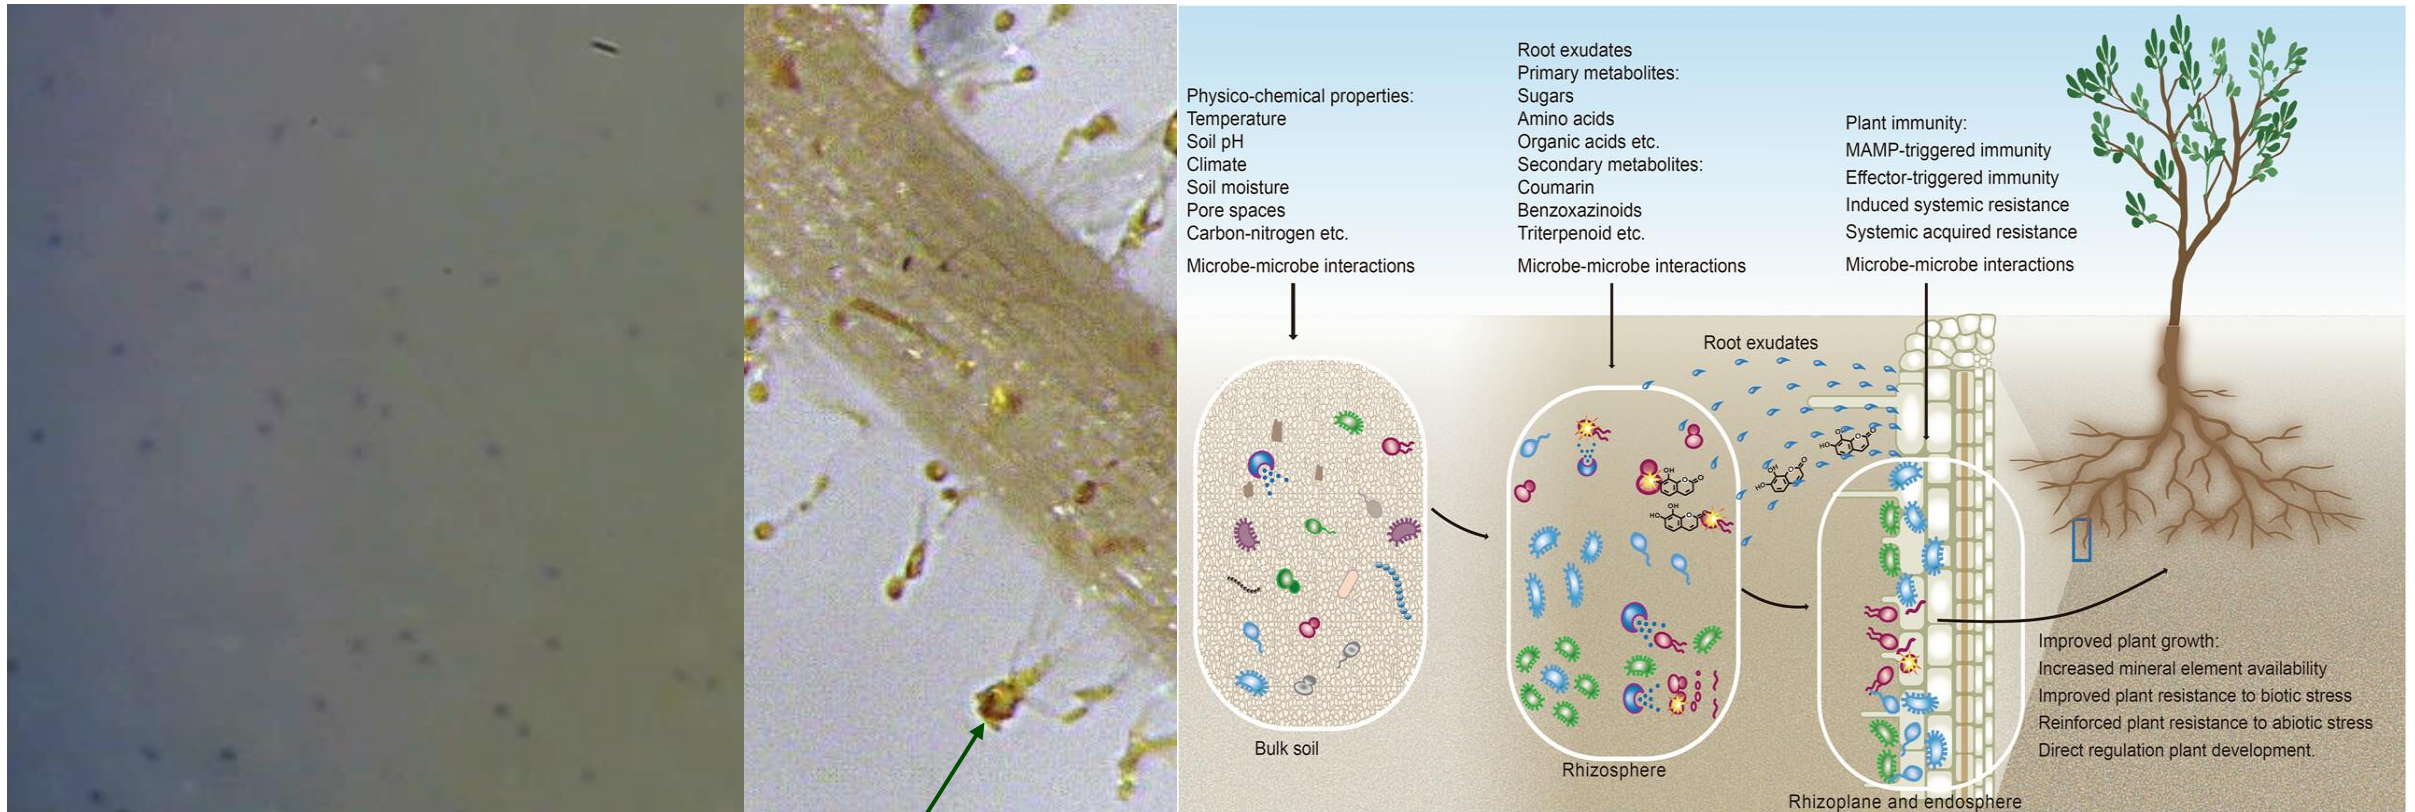 Physico-chemical properties:
Temperature
Soil pH
Climate
Soil moisture
Pore spaces
Carbon-nitrogen etc.
Microbe-microbe interactions
Root exudates
Primary metabolites:
Sugars
Amino acids
Organic acids etc.
Secondary metabolites:
Coumarin
Benzoxazinoids
Triterpenoid etc.
Microbe-microbe interactions
Plant immunity:
MAMP-triggered immunity
Effector-triggered immunity
Induced systemic resistance
Systemic acquired resistance
Microbe-microbe interactions
Root exudates
Bulk soil
Rhizosphere
Rhizoplane and endosphere
Improved plant growth:
Increased mineral element availability
Improved plant resistance to biotic stress
Reinforced plant resistance to abiotic stress
Direct regulation plant development.